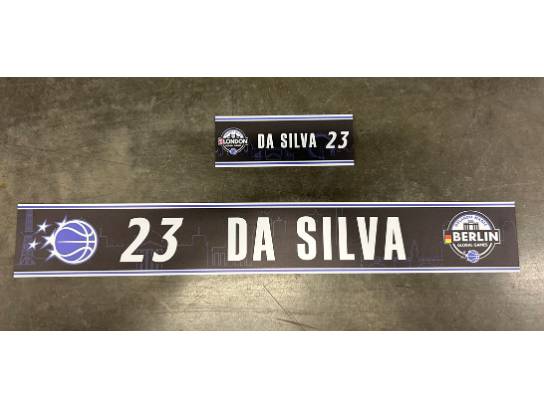 LONDON
DA SILVA 23
23 DA SILVA
BERLIN
GLOBAL GAMES